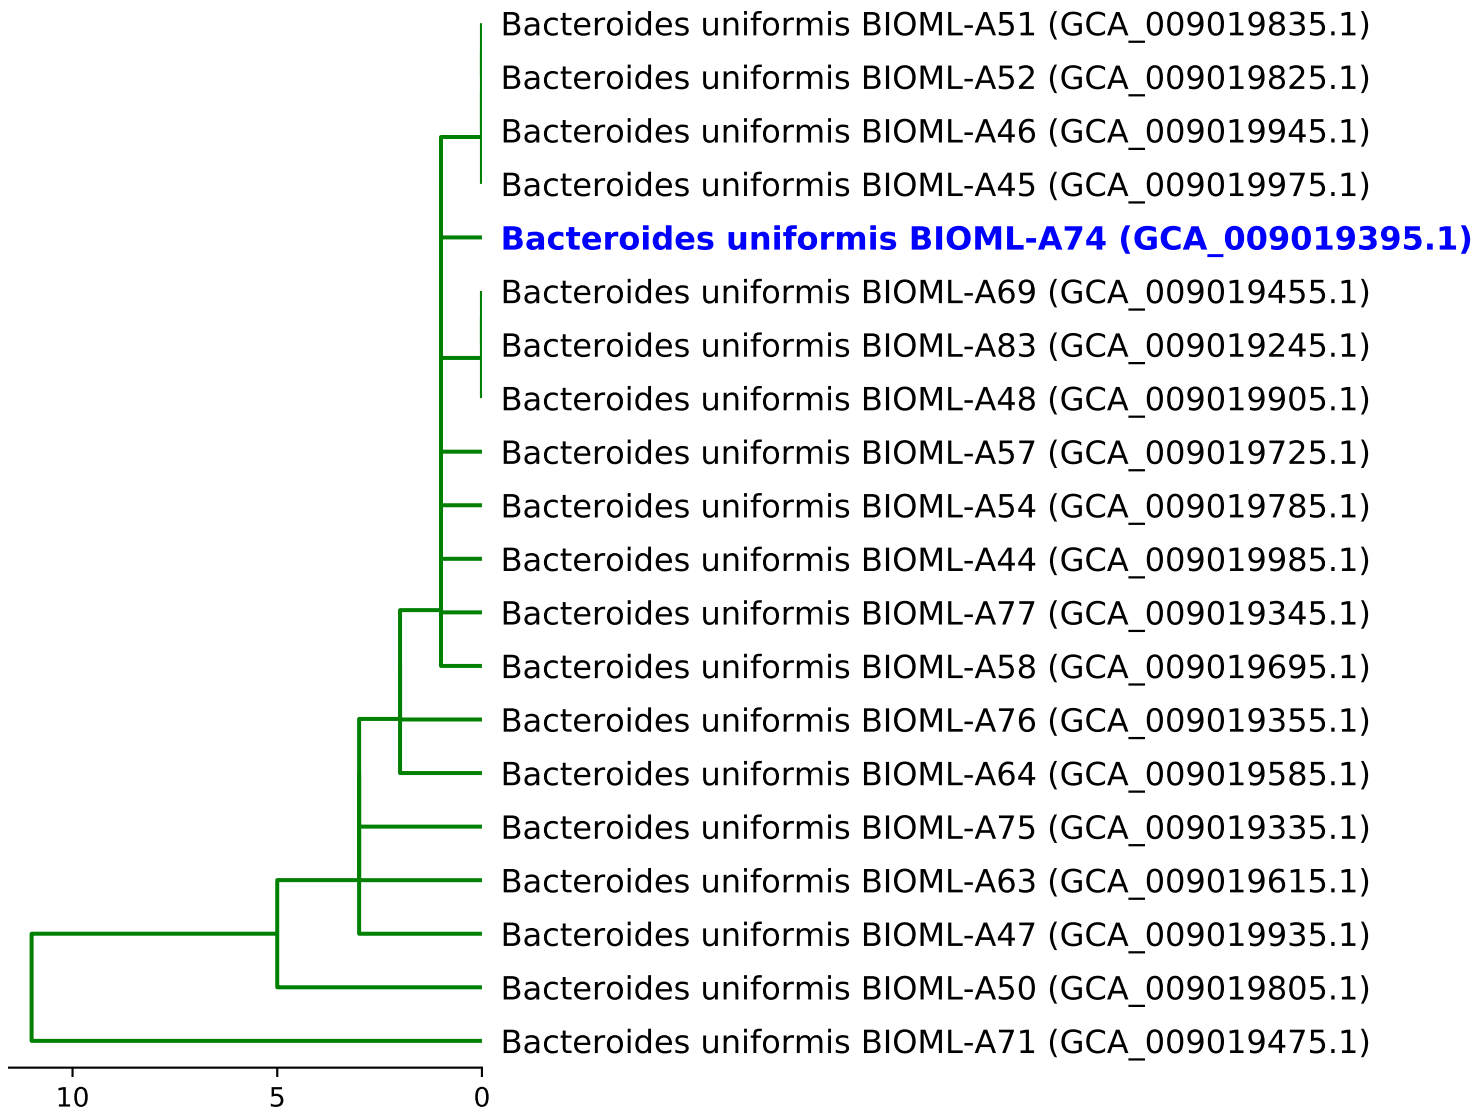 Bacteroides uniformis BIOML-A51 (GCA_009019835.1)
Bacteroides uniformis BIOML-A52 (GCA_009019825.1)
Bacteroides uniformis BIOML-A46 (GCA_009019945.1)
Bacteroides uniformis BIOML-A45 (GCA_009019975.1)
Bacteroides uniformis BIOML-A74 (GCA_009019395.1)
Bacteroides uniformis BIOML-A69 (GCA_009019455.1)
Bacteroides uniformis BIOML-A83 (GCA_009019245.1)
Bacteroides uniformis BIOML-A48 (GCA_009019905.1)
Bacteroides uniformis BIOML-A57 (GCA_009019725.1)
Bacteroides uniformis BIOML-A54 (GCA_009019785.1)
Bacteroides uniformis BIOML-A44 (GCA_009019985.1)
Bacteroides uniformis BIOML-A77 (GCA_009019345.1)
Bacteroides uniformis BIOML-A58 (GCA_009019695.1)
Bacteroides uniformis BIOML-A76 (GCA_009019355.1)
Bacteroides uniformis BIOML-A64 (GCA_009019585.1)
Bacteroides uniformis BIOML-A75 (GCA_009019335.1)
Bacteroides uniformis BIOML-A63 (GCA_009019615.1)
Bacteroides uniformis BIOML-A47 (GCA_009019935.1)
Bacteroides uniformis BIOML-A50 (GCA_009019805.1)
Bacteroides uniformis BIOML-A71 (GCA_009019475.1)
10 5 0